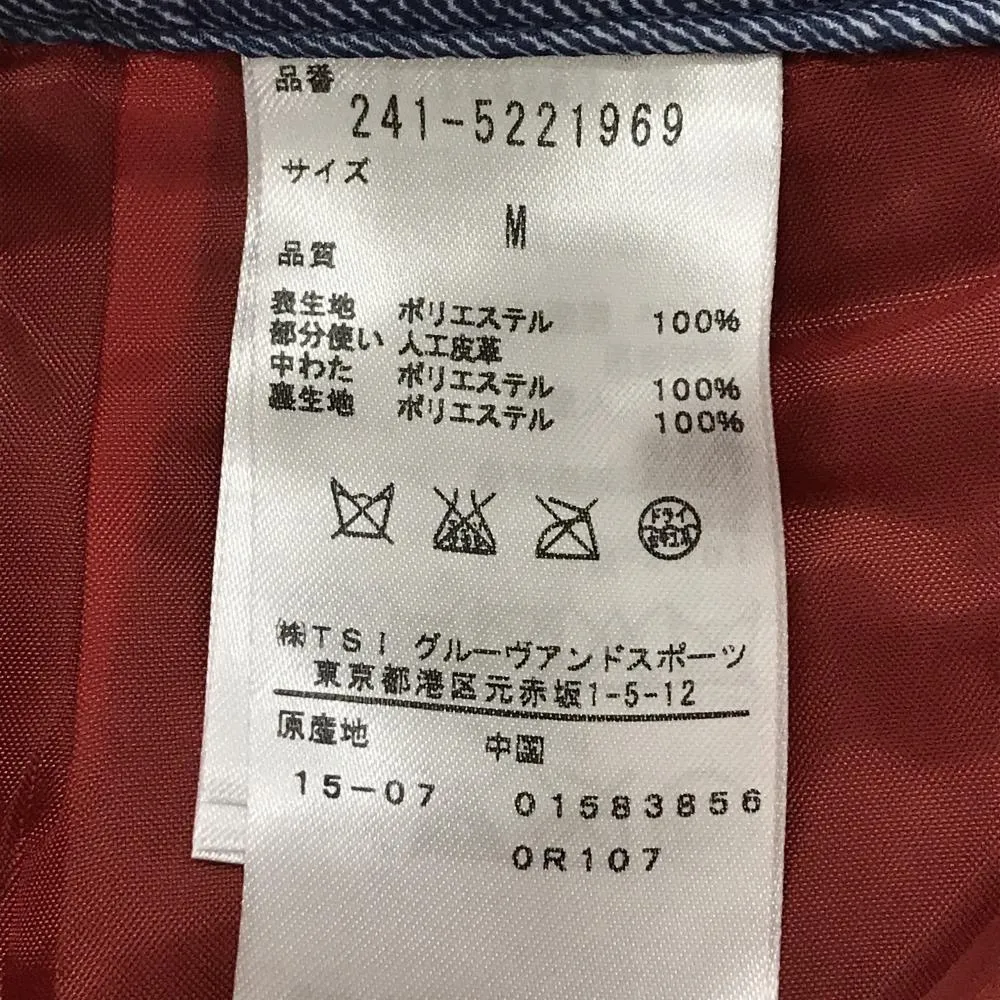 品番
241-5221969
サイズ
M
品質
表生地 ポリエステル 100%
部分使い 人工皮革
中わた ポリエステル 100%
裏生地 ポリエステル 100%
ドライ
㈱TSI グルーヴアンドスポーツ
東京都港区元赤坂1-5-12
原産地 中国
15-07 01583856
0R107